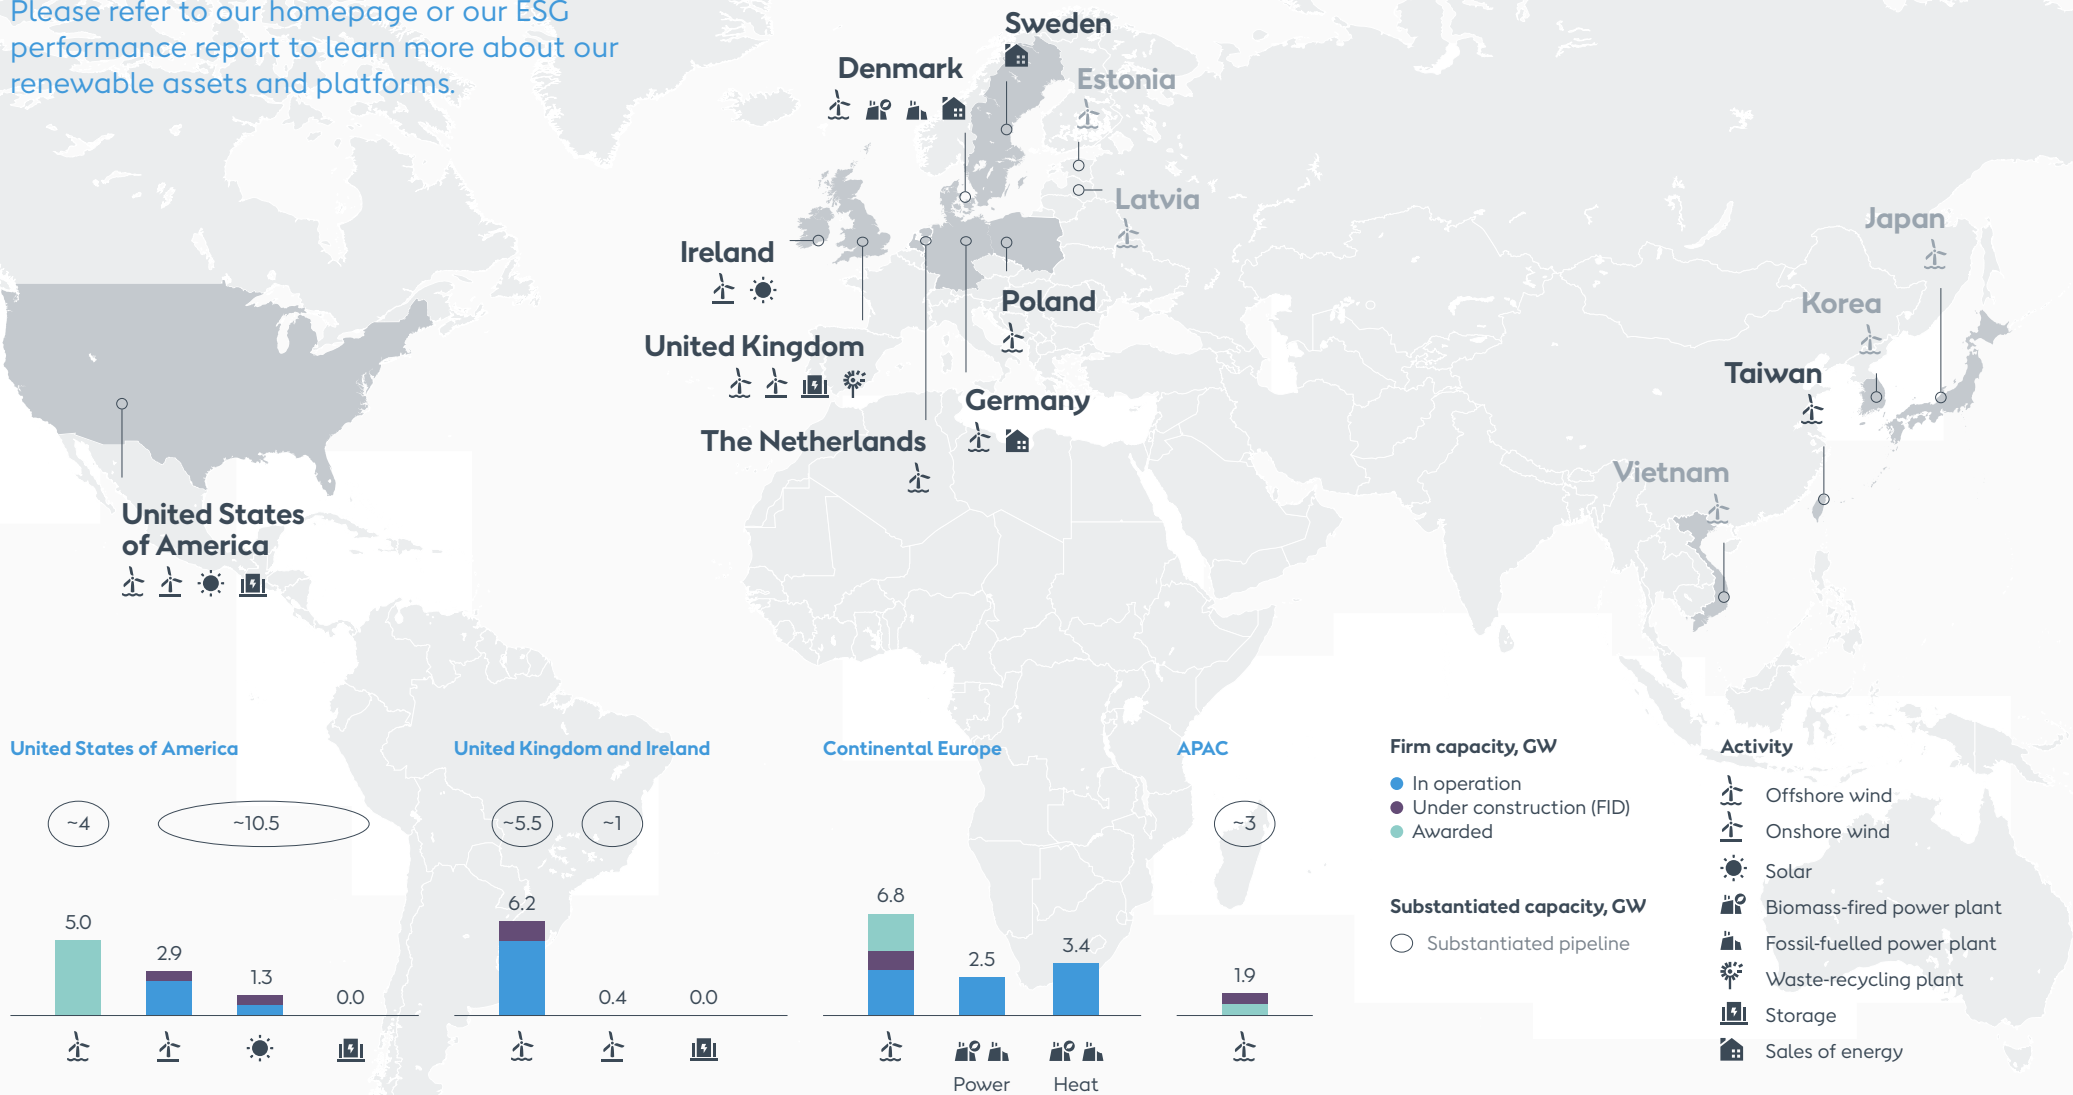 Please refer to our homepage or our ESG
performance report to learn more about our
renewable assets and platforms.
Sweden
Denmark
Estonia
Latvia
Ireland
Poland
United Kingdom
Germany
The Netherlands
Japan
Korea
Taiwan
Vietnam
United States
of America
United States of America
~4
~10.5
5.0
2.9
1.3
0.0
United Kingdom and Ireland
~5.5
~1
6.2
0.4
0.0
Continental Europe
6.8
2.5
3.4
Power
Heat
APAC
~3
1.9
Firm capacity, GW
In operation
Under construction (FID)
Awarded
Substantiated capacity, GW
Substantiated pipeline
Activity
Offshore wind
Onshore wind
Solar
Biomass-fired power plant
Fossil-fuelled power plant
Waste-recycling plant
Storage
Sales of energy